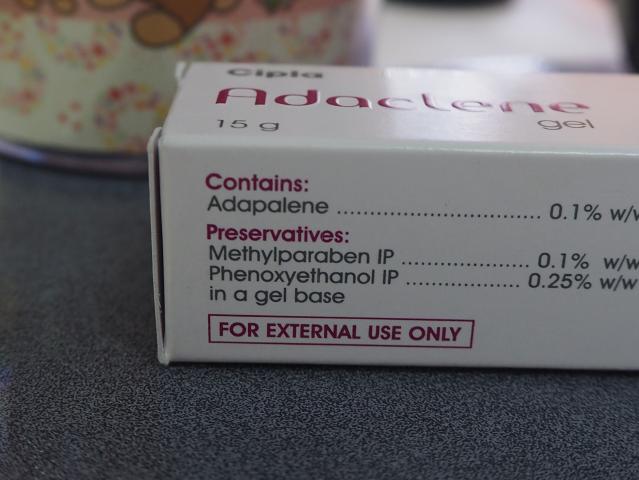 Cipla
Adaclene
15 g gel
Contains:
Adapalene ........................... 0.1% w/w
Preservatives:
Methylparaben IP ................. 0.1% w/w
Phenoxyethanol IP ............... 0.25% w/w
in a gel base
FOR EXTERNAL USE ONLY